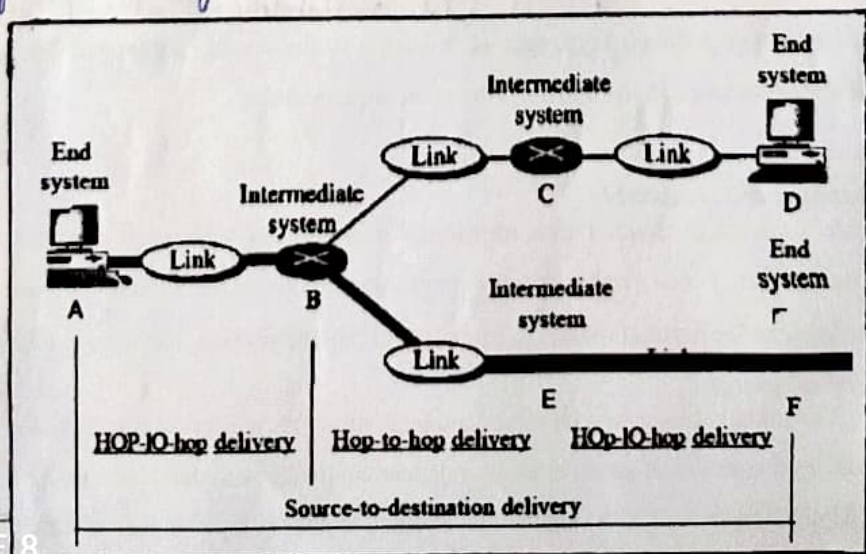 End
system
Intermediate
system
Link
C
Link
D
End
system
A
Link
Intermediate
system
B
End
system
Intermediate
system
Link
E
F
HOP-IO-hop delivery
Hop-to-hop delivery
HOp-IO-hop delivery
Source-to-destination delivery